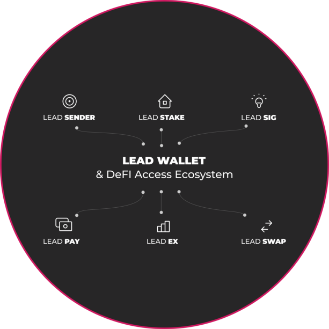 LEAD SENDER
LEAD STAKE
LEAD SIG
LEAD WALLET
& DeFI Access Ecosystem
LEAD PAY
LEAD EX
LEAD SWAP